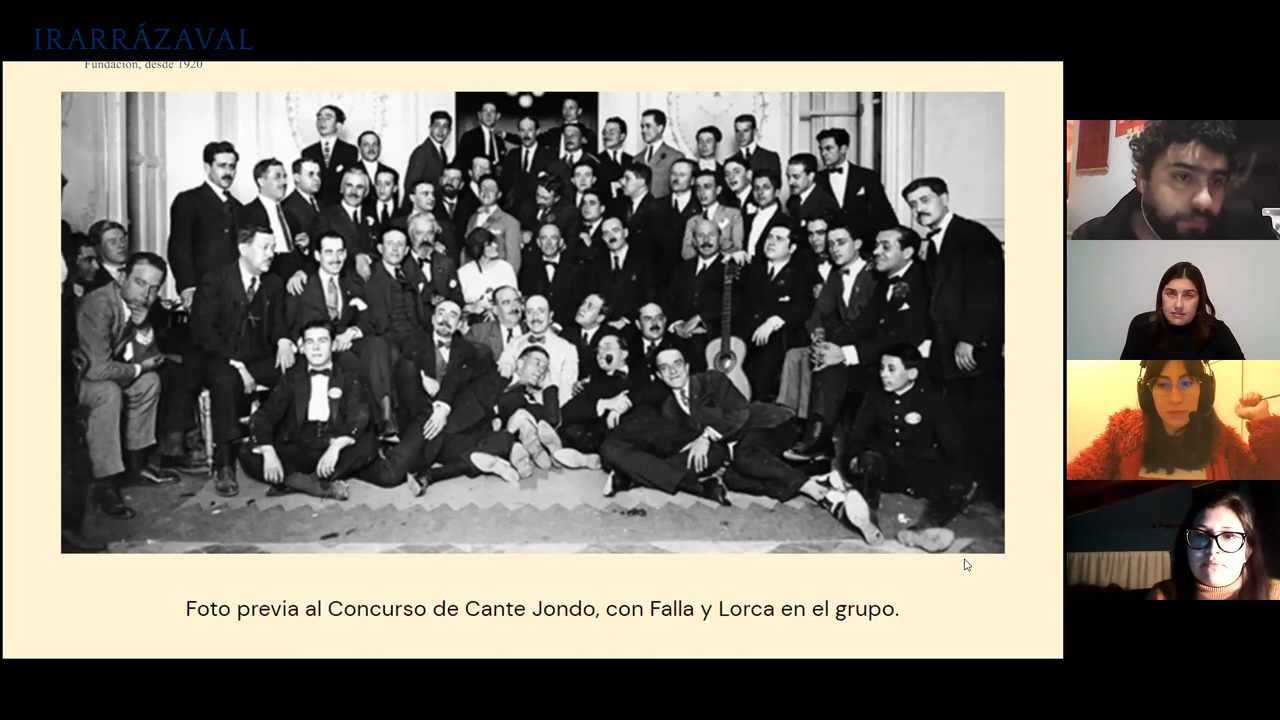 IRARRÁZAVAL
Fundación, desde 1920
Foto previa al Concurso de Cante Jondo, con Falla y Lorca en el grupo.